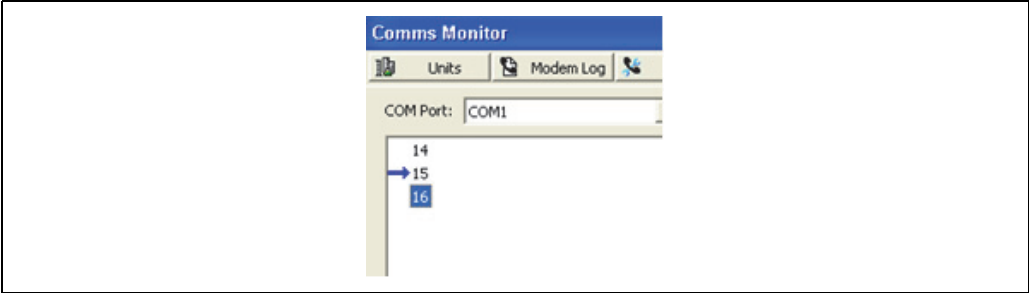 Comms Monitor
Units Modem Log
COM Port: COM1
14
15
16